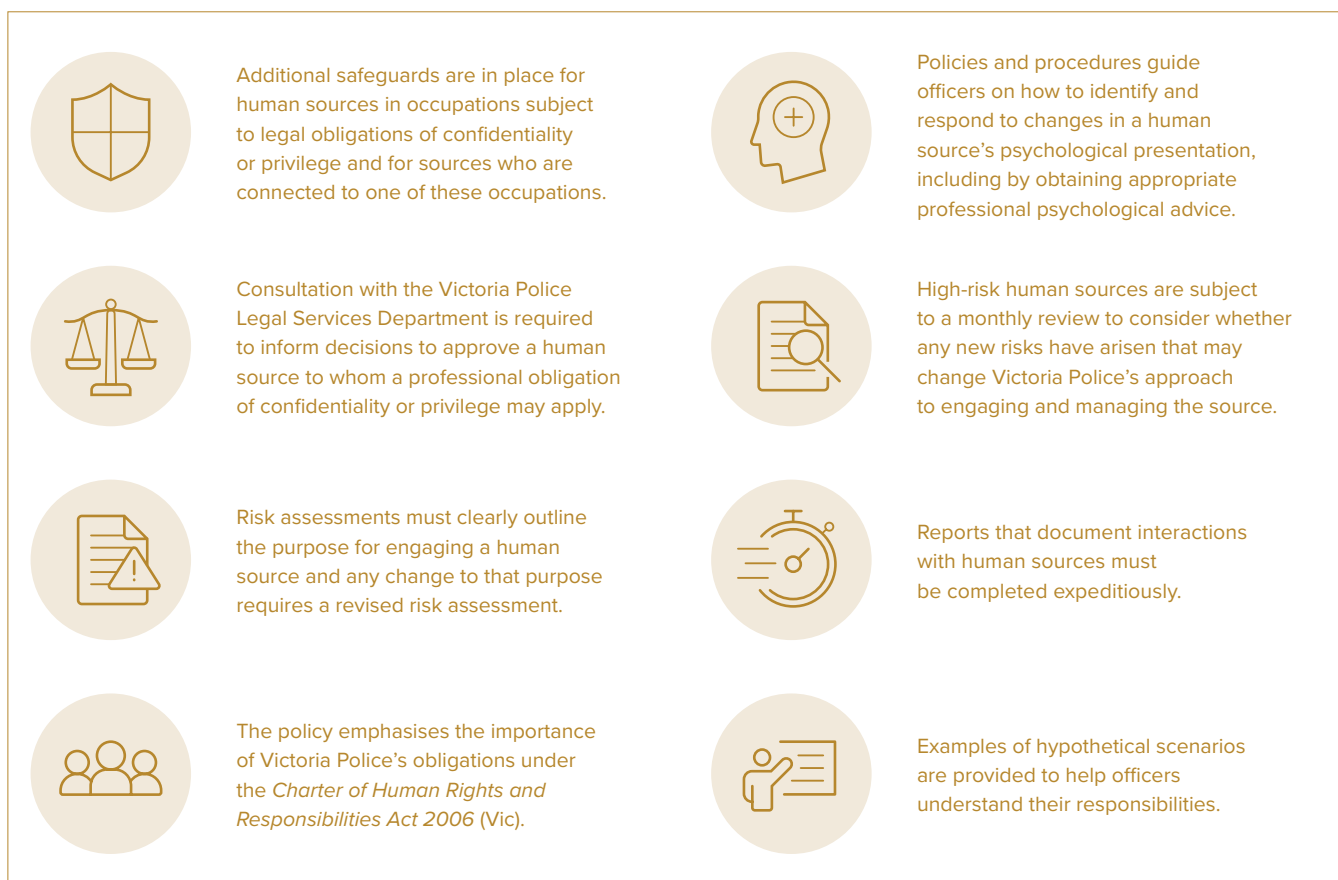 Additional safeguards are in place for
human sources in occupations subject
to legal obligations of confidentiality
or privilege and for sources who are
connected to one of these occupations.
Policies and procedures guide
officers on how to identify and
respond to changes in a human
source’s psychological presentation,
including by obtaining appropriate
professional psychological advice.
Consultation with the Victoria Police
Legal Services Department is required
to inform decisions to approve a human
source to whom a professional obligation
of confidentiality or privilege may apply.
High-risk human sources are subject
to a monthly review to consider whether
any new risks have arisen that may
change Victoria Police’s approach
to engaging and managing the source.
Risk assessments must clearly outline
the purpose for engaging a human
source and any change to that purpose
requires a revised risk assessment.
Reports that document interactions
with human sources must
be completed expeditiously.
The policy emphasises the importance
of Victoria Police’s obligations under
the Charter of Human Rights and
Responsibilities Act 2006 (Vic).
Examples of hypothetical scenarios
are provided to help officers
understand their responsibilities.